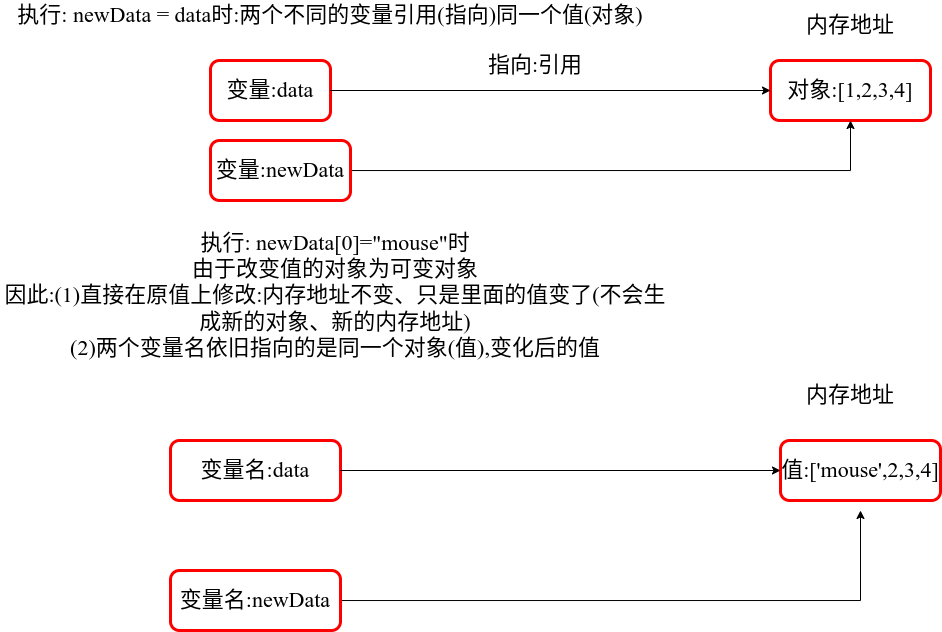 执行: newData = data时:两个不同的变量引用(指向)同一个值(对象)
内存地址
指向:引用
变量:data
对象:[1,2,3,4]
变量:newData
执行: newData[0]="mouse"时
由于改变值的对象为可变对象
因此:(1)直接在原值上修改:内存地址不变、只是里面的值变了(不会生
成新的对象、新的内存地址)
(2)两个变量名依旧指向的是同一个对象(值),变化后的值
内存地址
变量名:data
值:['mouse',2,3,4]
变量名:newData